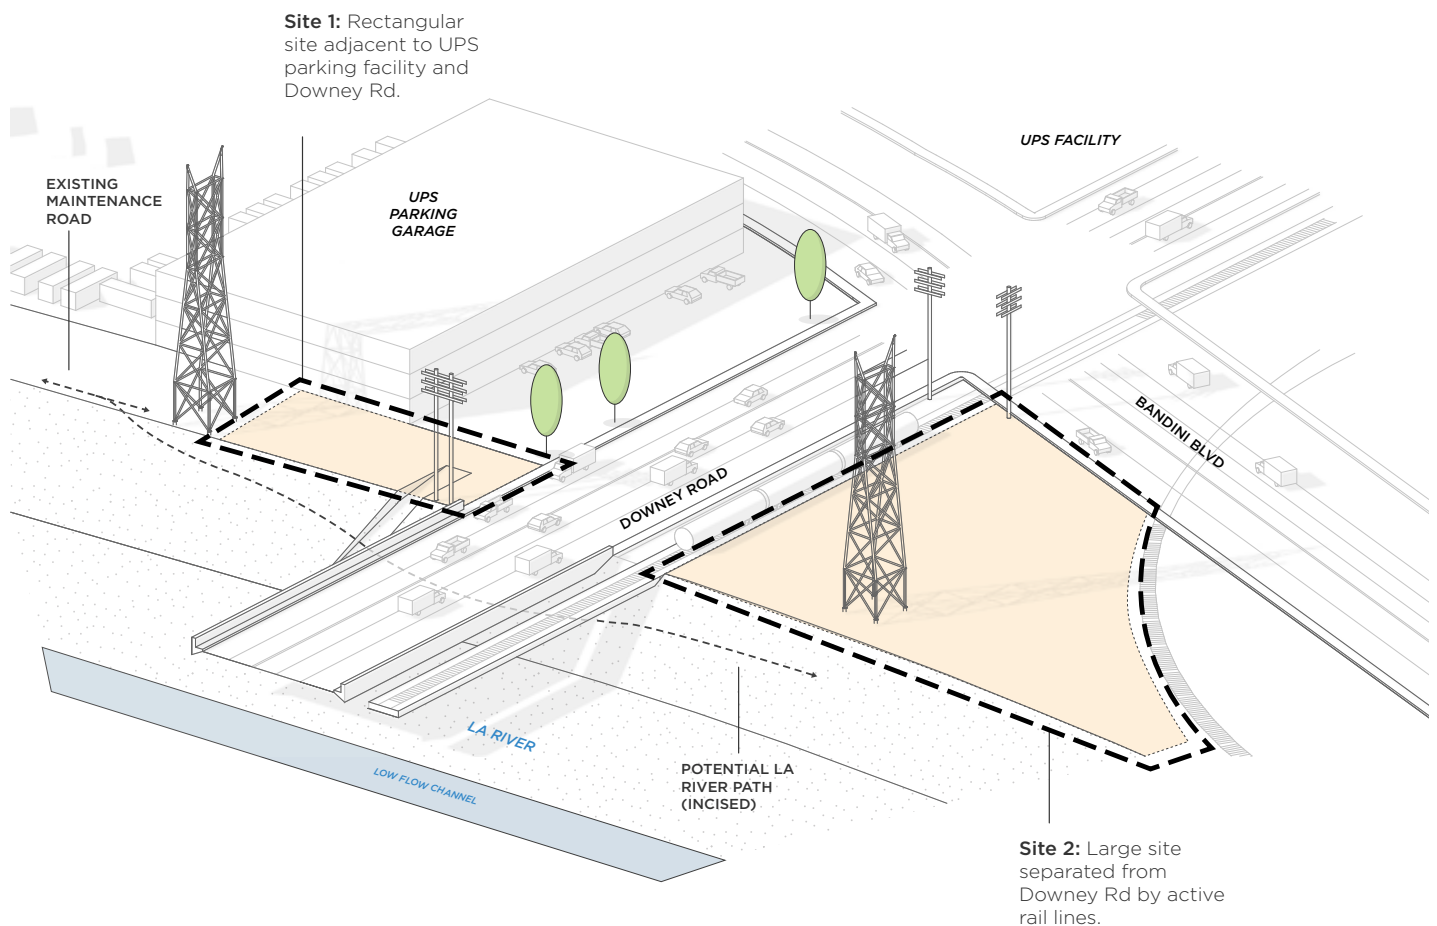 Site 1: Rectangular
site adjacent to UPS
parking facility and
Downey Rd.
UPS FACILITY
EXISTING
MAINTENANCE
ROAD
UPS
PARKING
GARAGE
BANDINI BLVD
DOWNEY ROAD
LA RIVER
LOW FLOW CHANNEL
POTENTIAL LA
RIVER PATH
(INCISED)
Site 2: Large site
separated from
Downey Rd by active
rail lines.